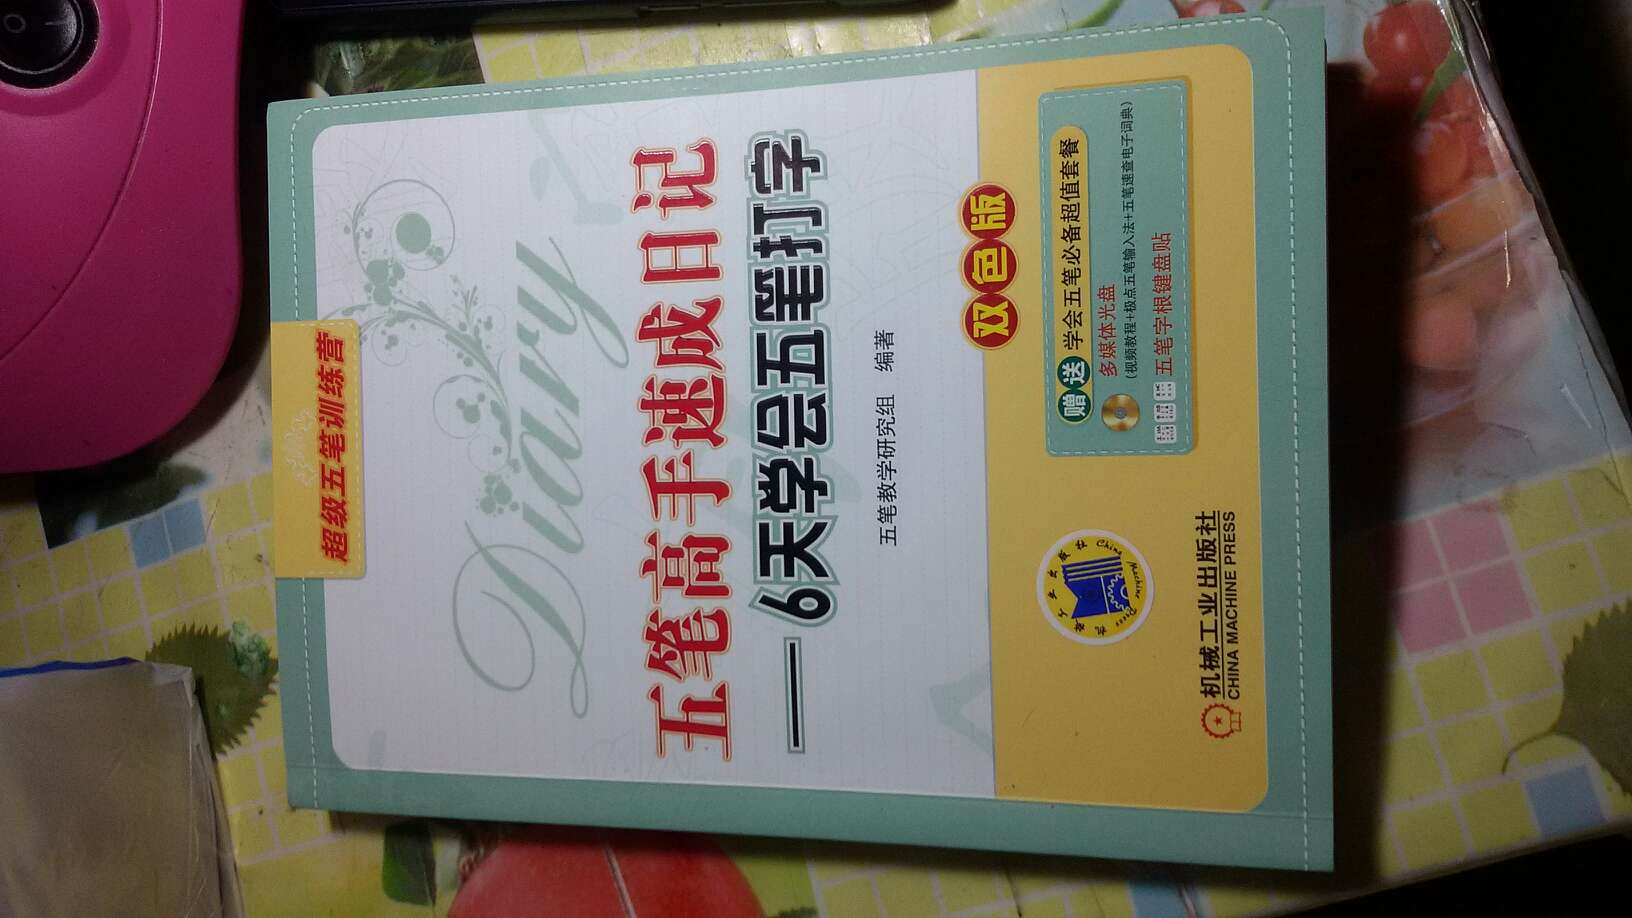 超级五笔训练营
Diary
五笔高手速成日记
——6天学会五笔打字
五笔教学研究组 编著
双色版
赠送 学会五笔必备超值套餐
多媒体光盘
(视频教程+极点五笔输入法+五笔速查电子词典)
五笔字根键盘贴
China Machine Press
机械工业出版社
CHINA MACHINE PRESS